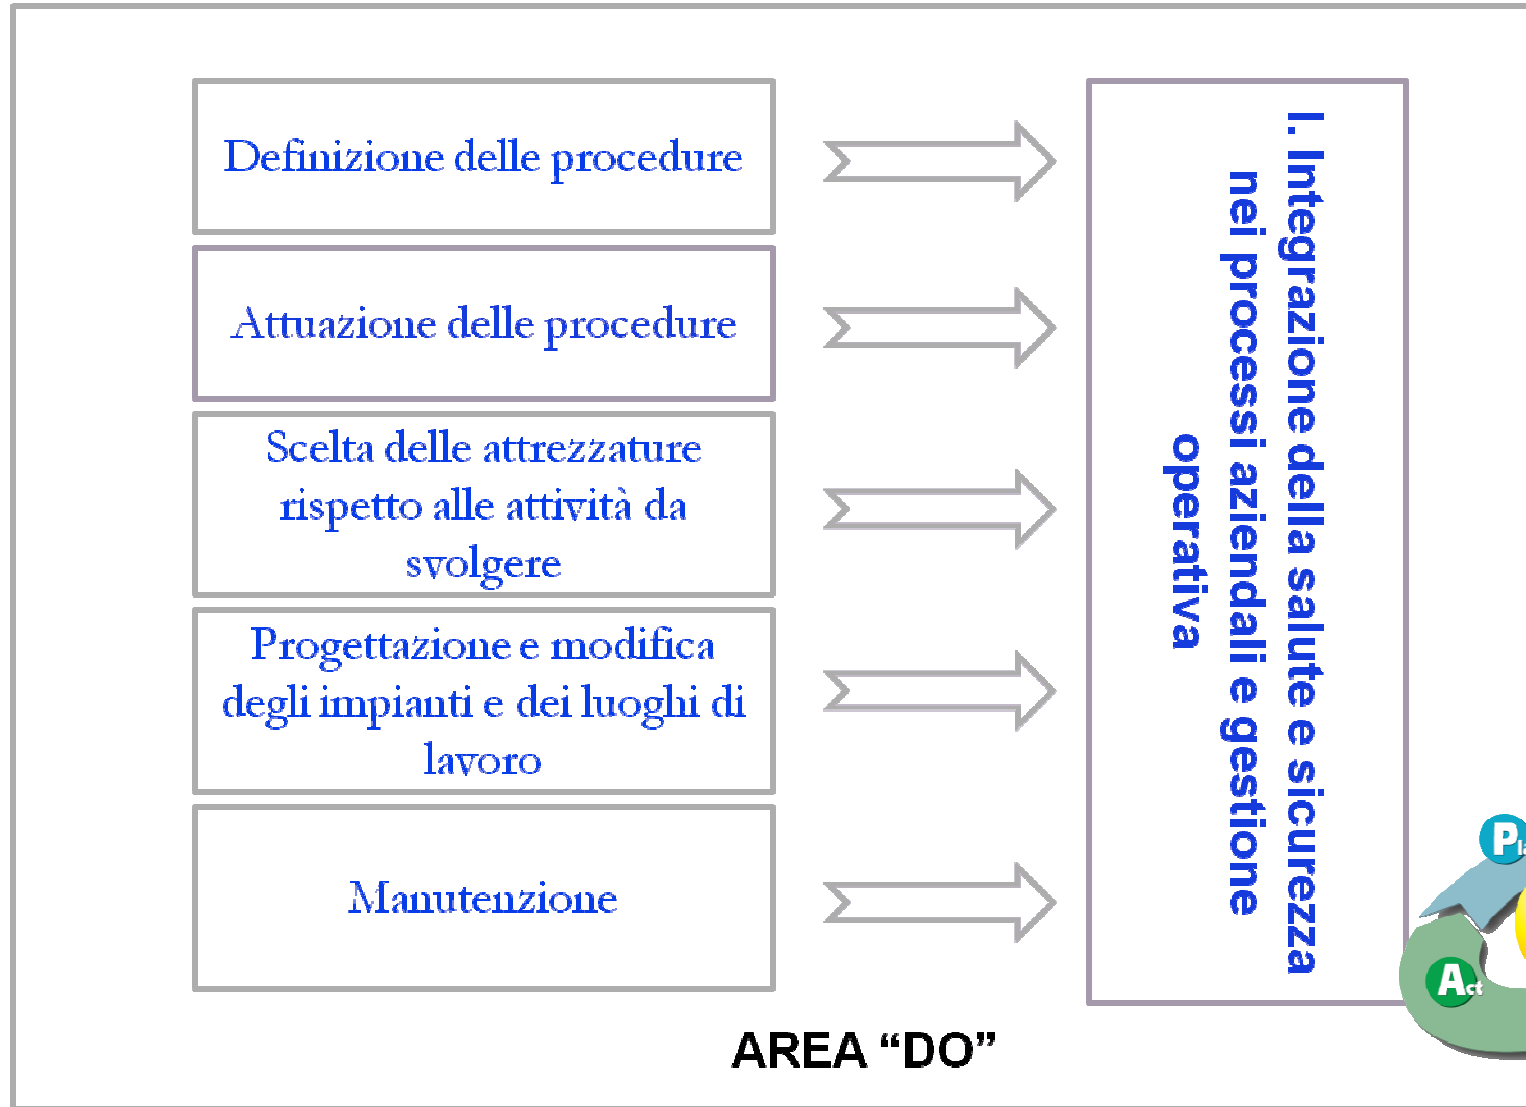 Definizione delle procedure
Attuazione delle procedure
Scelta delle attrezzature
rispetto alle attività da
svolgere
Progettazione e modifica
degli impianti e dei luoghi di
lavoro
Manutenzione
I. Integrazione della salute e sicurezza
nei processi aziendali e gestione
operativa
Act
AREA “DO”